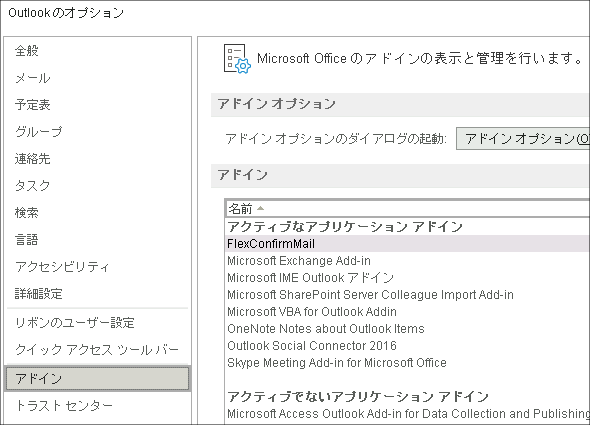 Outlookのオプション
全般
メール
予定表
グループ
連絡先
タスク
検索
言語
アクセシビリティ
詳細設定
リボンのユーザー設定
クイック アクセス ツール バー
アドイン
トラスト センター
Microsoft Office のアドインの表示と管理を行います。
アドイン オプション
アドイン オプションのダイアログの起動: アドイン オプション(O
アドイン
名前
アクティブなアプリケーション アドイン
FlexConfirmMail
Microsoft Exchange Add-in
Microsoft IME Outlook アドイン
Microsoft SharePoint Server Colleague Import Add-in
Microsoft VBA for Outlook Addin
OneNote Notes about Outlook Items
Outlook Social Connector 2016
Skype Meeting Add-in for Microsoft Office
アクティブでないアプリケーション アドイン
Microsoft Access Outlook Add-in for Data Collection and Publishing